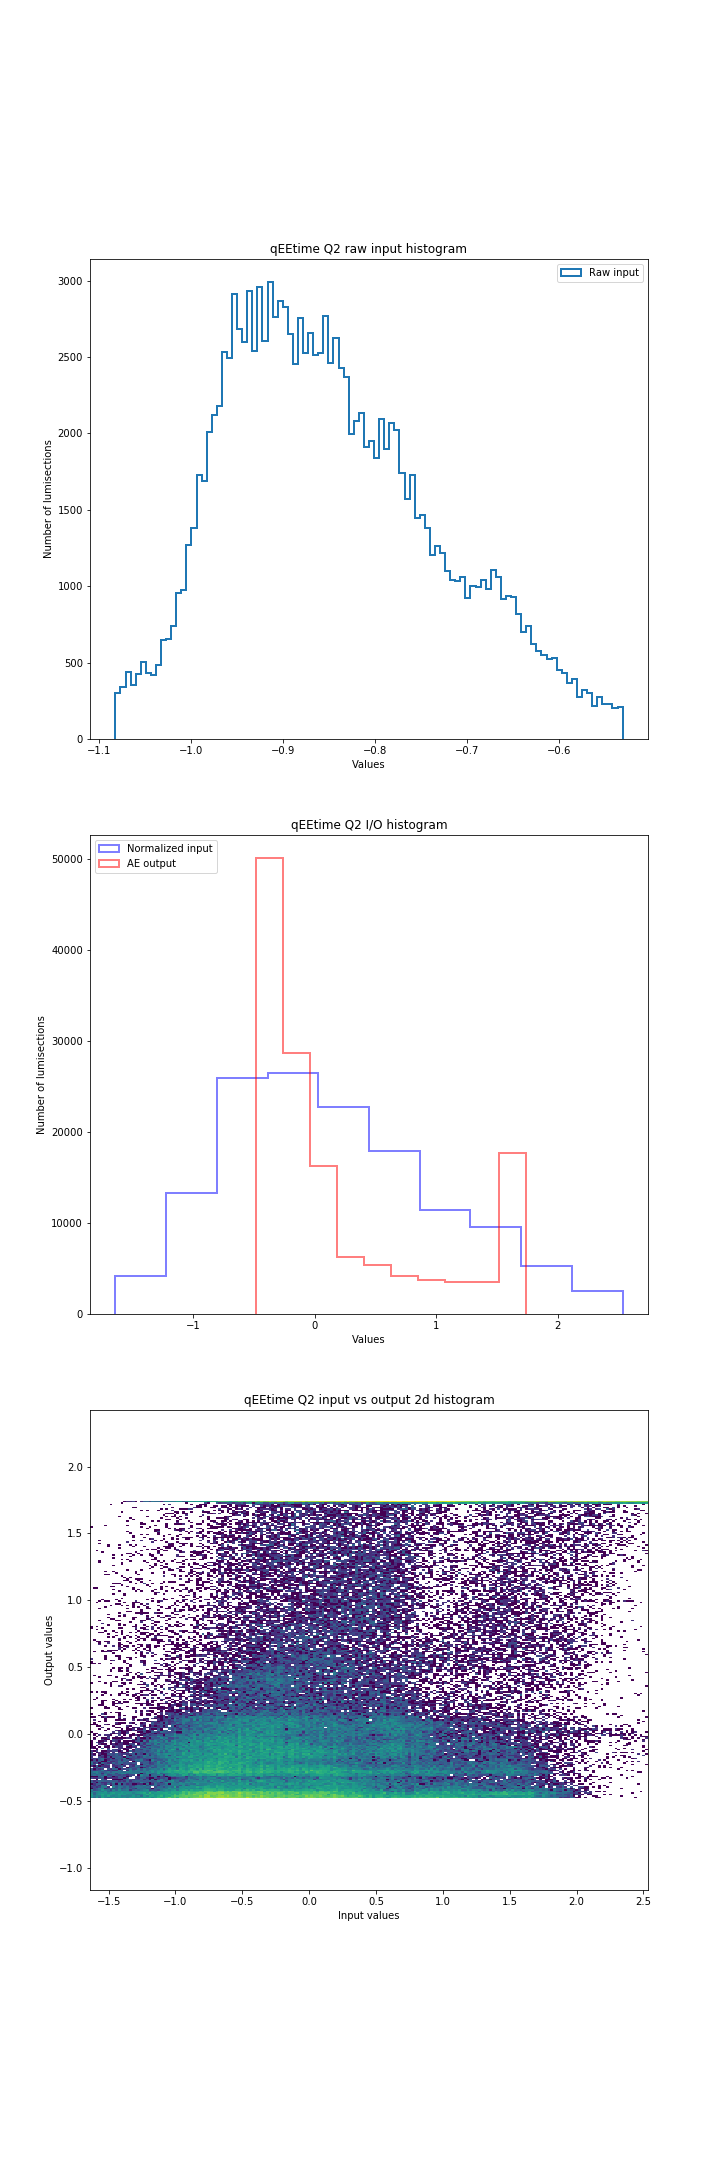 qEEtime Q2 raw input histogram
Raw input
3000
2500
2000
1500
1000
500
0
Number of lumisections
−1.1 −1.0 −0.9 −0.8 −0.7 −0.6
Values
qEEtime Q2 I/O histogram
Normalized input
AE output
50000
40000
30000
20000
10000
0
Number of lumisections
−1 0 1 2
Values
qEEtime Q2 input vs output 2d histogram
2.0
1.5
1.0
0.5
0.0
−0.5
−1.0
Output values
−1.5 −1.0 −0.5 0.0 0.5 1.0 1.5 2.0 2.5
Input values